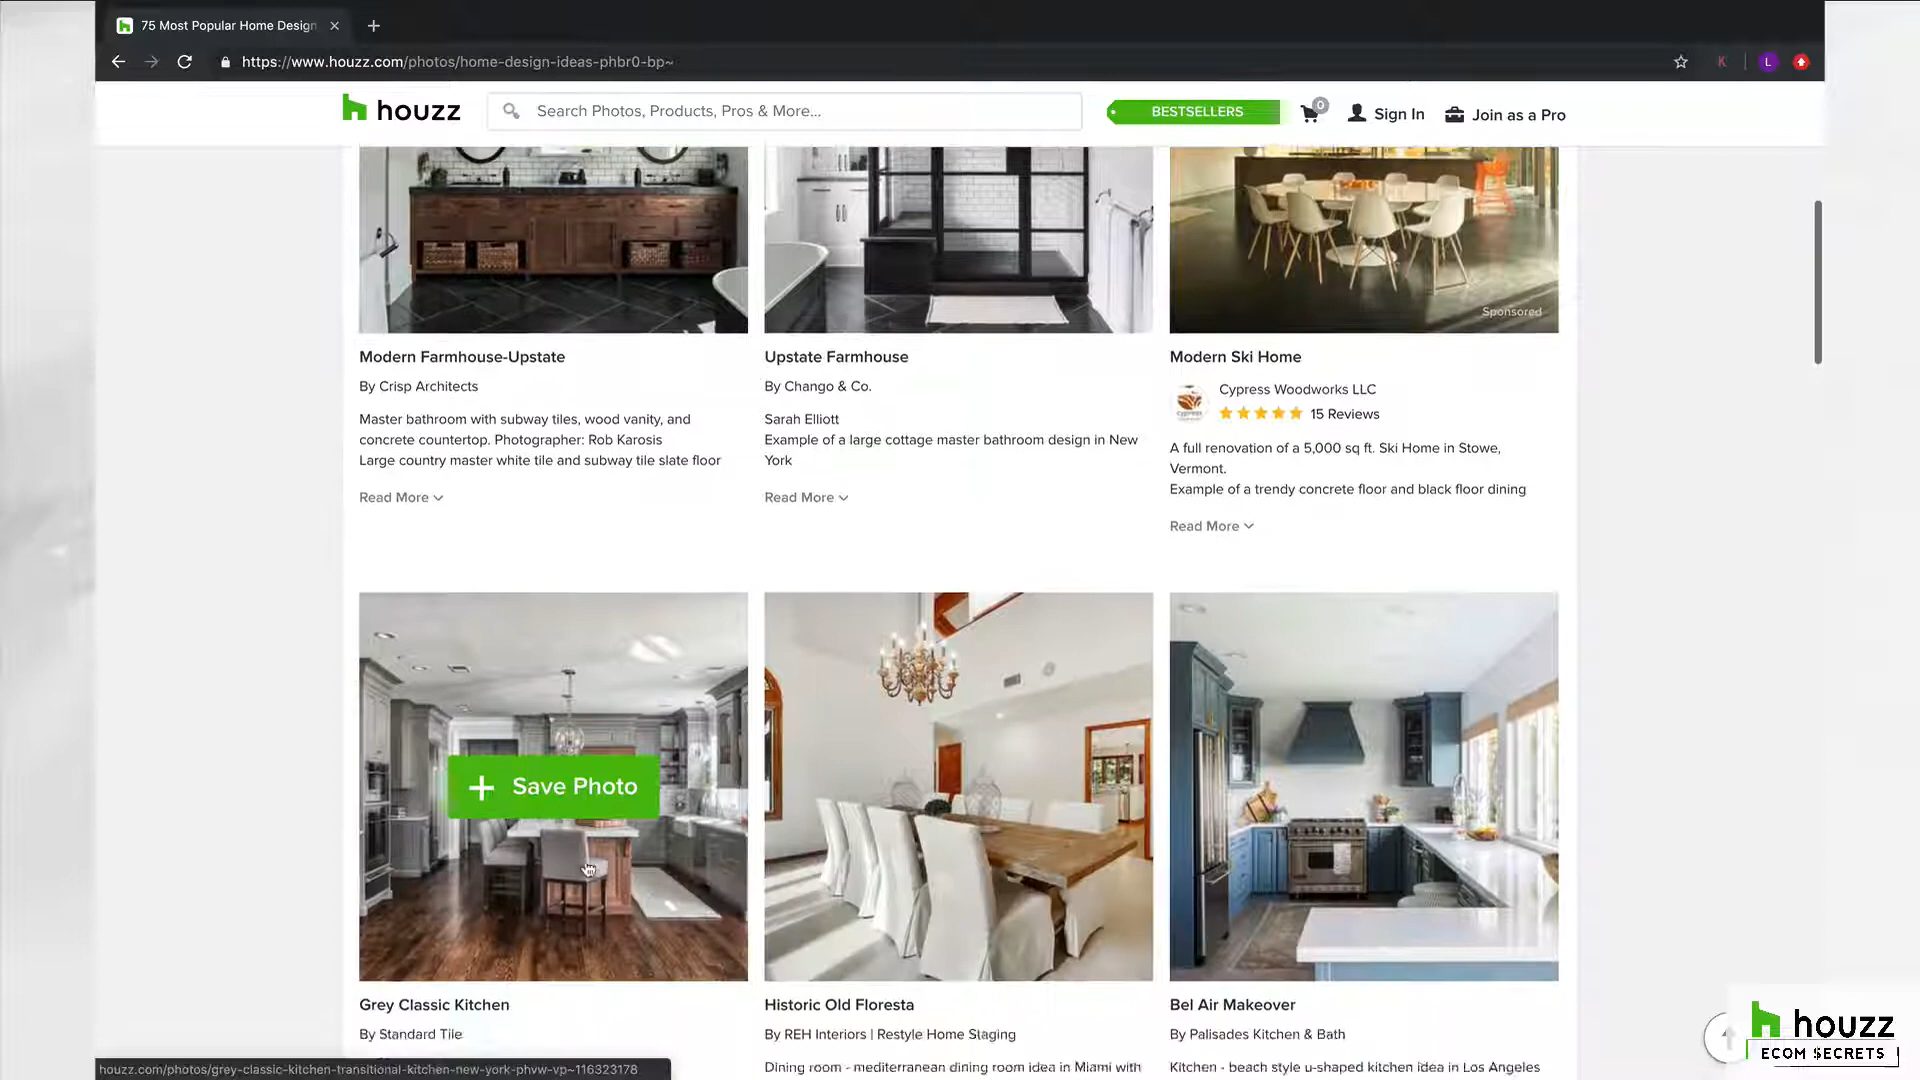 75 Most Popular Home Design
https://www.houzz.com/photos/home-design-ideas-phbr0-bp~
K
L
houzz
Search Photos, Products, Pros & More...
BESTSELLERS
0
Sign In
Join as a Pro
Sponsored
Modern Farmhouse-Upstate
By Crisp Architects
Master bathroom with subway tiles, wood vanity, and
concrete countertop. Photographer: Rob Karosis
Large country master white tile and subway tile slate floor
Read More
Upstate Farmhouse
By Chango & Co.
Sarah Elliott
Example of a large cottage master bathroom design in New
York
Read More
Modern Ski Home
Cypress Woodworks LLC
15 Reviews
A full renovation of a 5,000 sq ft. Ski Home in Stowe,
Vermont.
Example of a trendy concrete floor and black floor dining
Read More
+ Save Photo
Grey Classic Kitchen
By Standard Tile
Historic Old Floresta
By REH Interiors | Restyle Home Staging
Dining room - mediterranean dining room idea in Miami with
Bel Air Makeover
By Palisades Kitchen & Bath
Kitchen - beach style u-shaped kitchen idea in Los Angeles
houzz.com/photos/grey-classic-kitchen-transitional-kitchen-new-york-phvw-vp~116323178
houzz
ECOM SECRETS